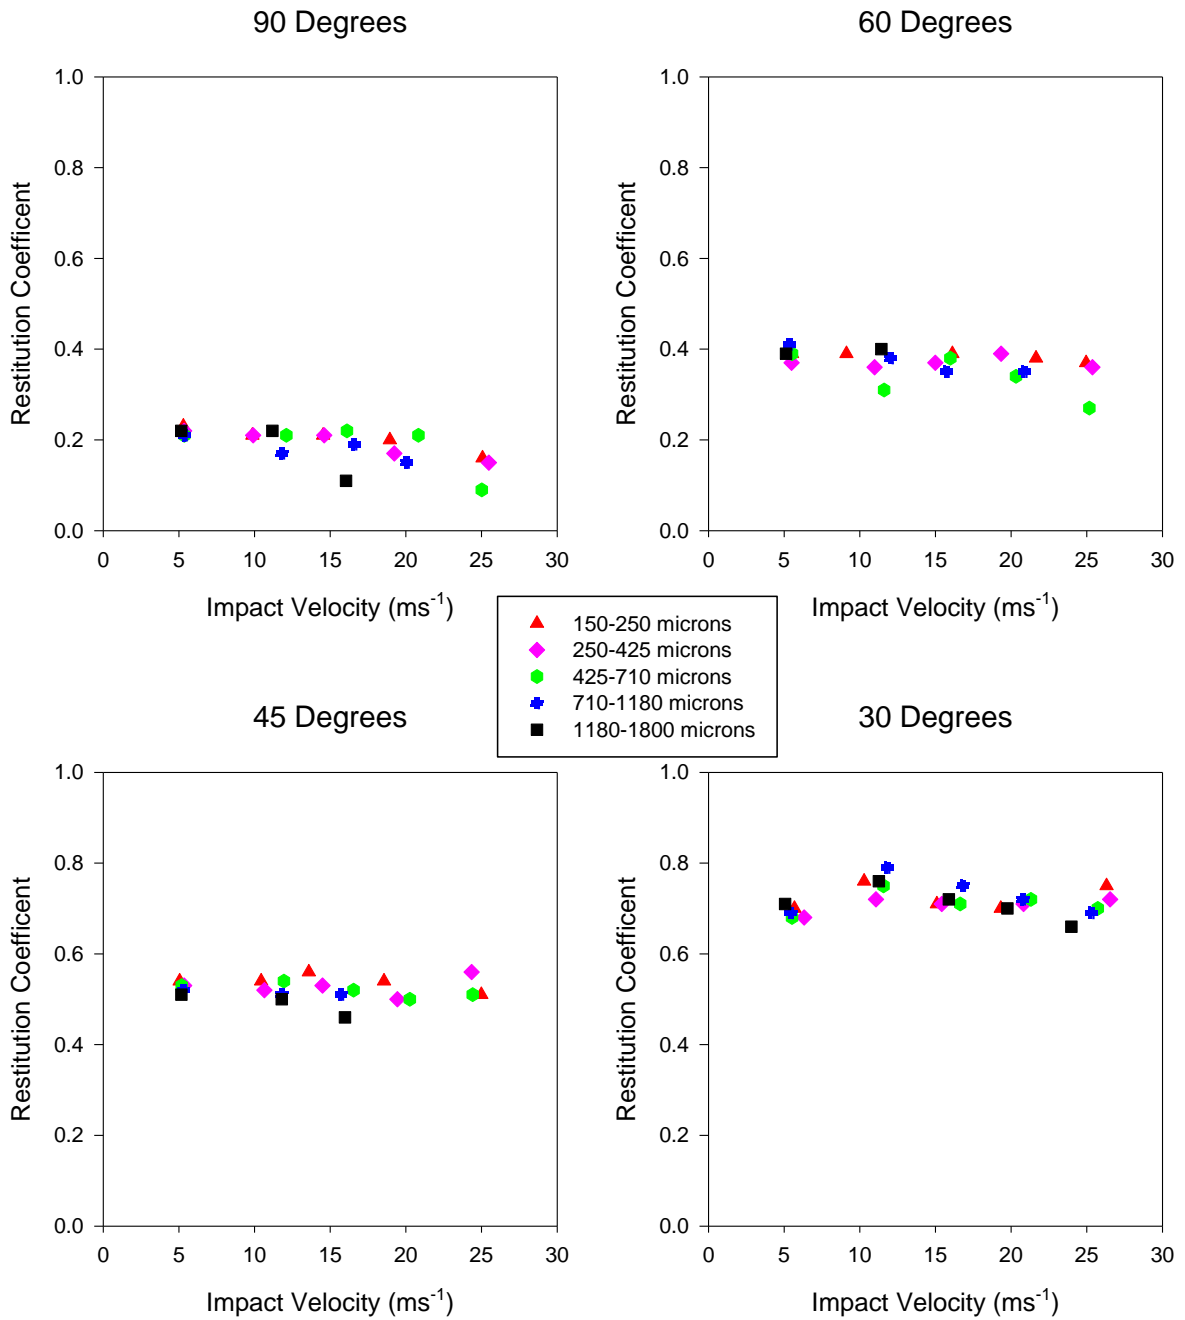 90 Degrees
1.0
0.8
0.6
0.4
0.2
0.0
Restitution Coefficent
0 5 10 15 20 25 30
Impact Velocity (ms-1)
60 Degrees
1.0
0.8
0.6
0.4
0.2
0.0
Restitution Coefficent
0 5 10 15 20 25 30
Impact Velocity (ms-1)
150-250 microns
250-425 microns
425-710 microns
710-1180 microns
1180-1800 microns
45 Degrees
1.0
0.8
0.6
0.4
0.2
0.0
Restitution Coefficent
0 5 10 15 20 25 30
Impact Velocity (ms-1)
30 Degrees
1.0
0.8
0.6
0.4
0.2
0.0
Restitution Coefficent
0 5 10 15 20 25 30
Impact Velocity (ms-1)